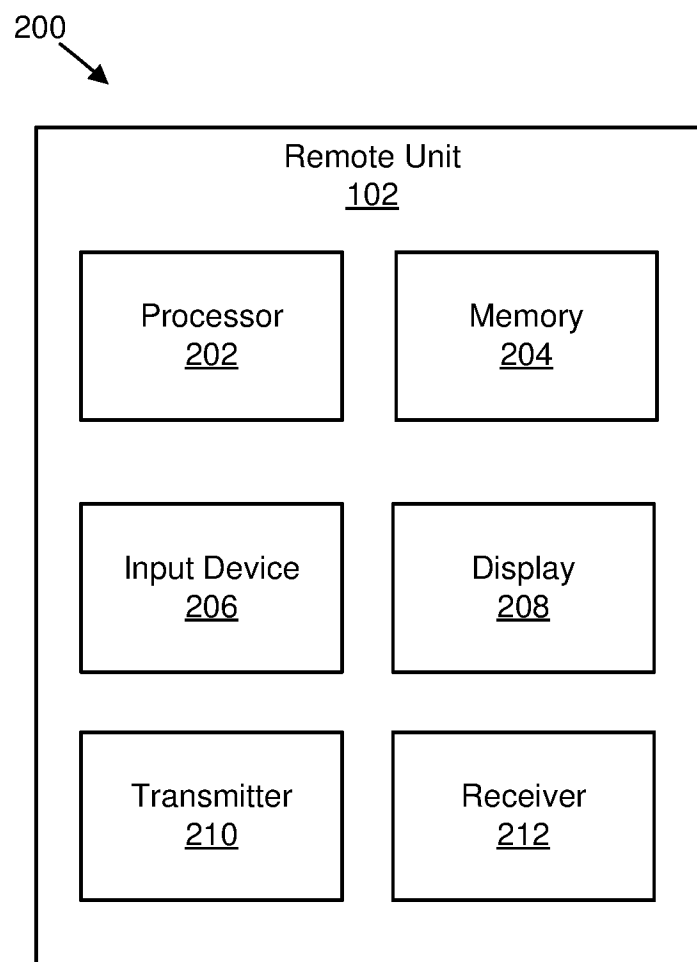 200
Remote Unit
102
Processor
202
Memory
204
Input Device
206
Display
208
Transmitter
210
Receiver
212